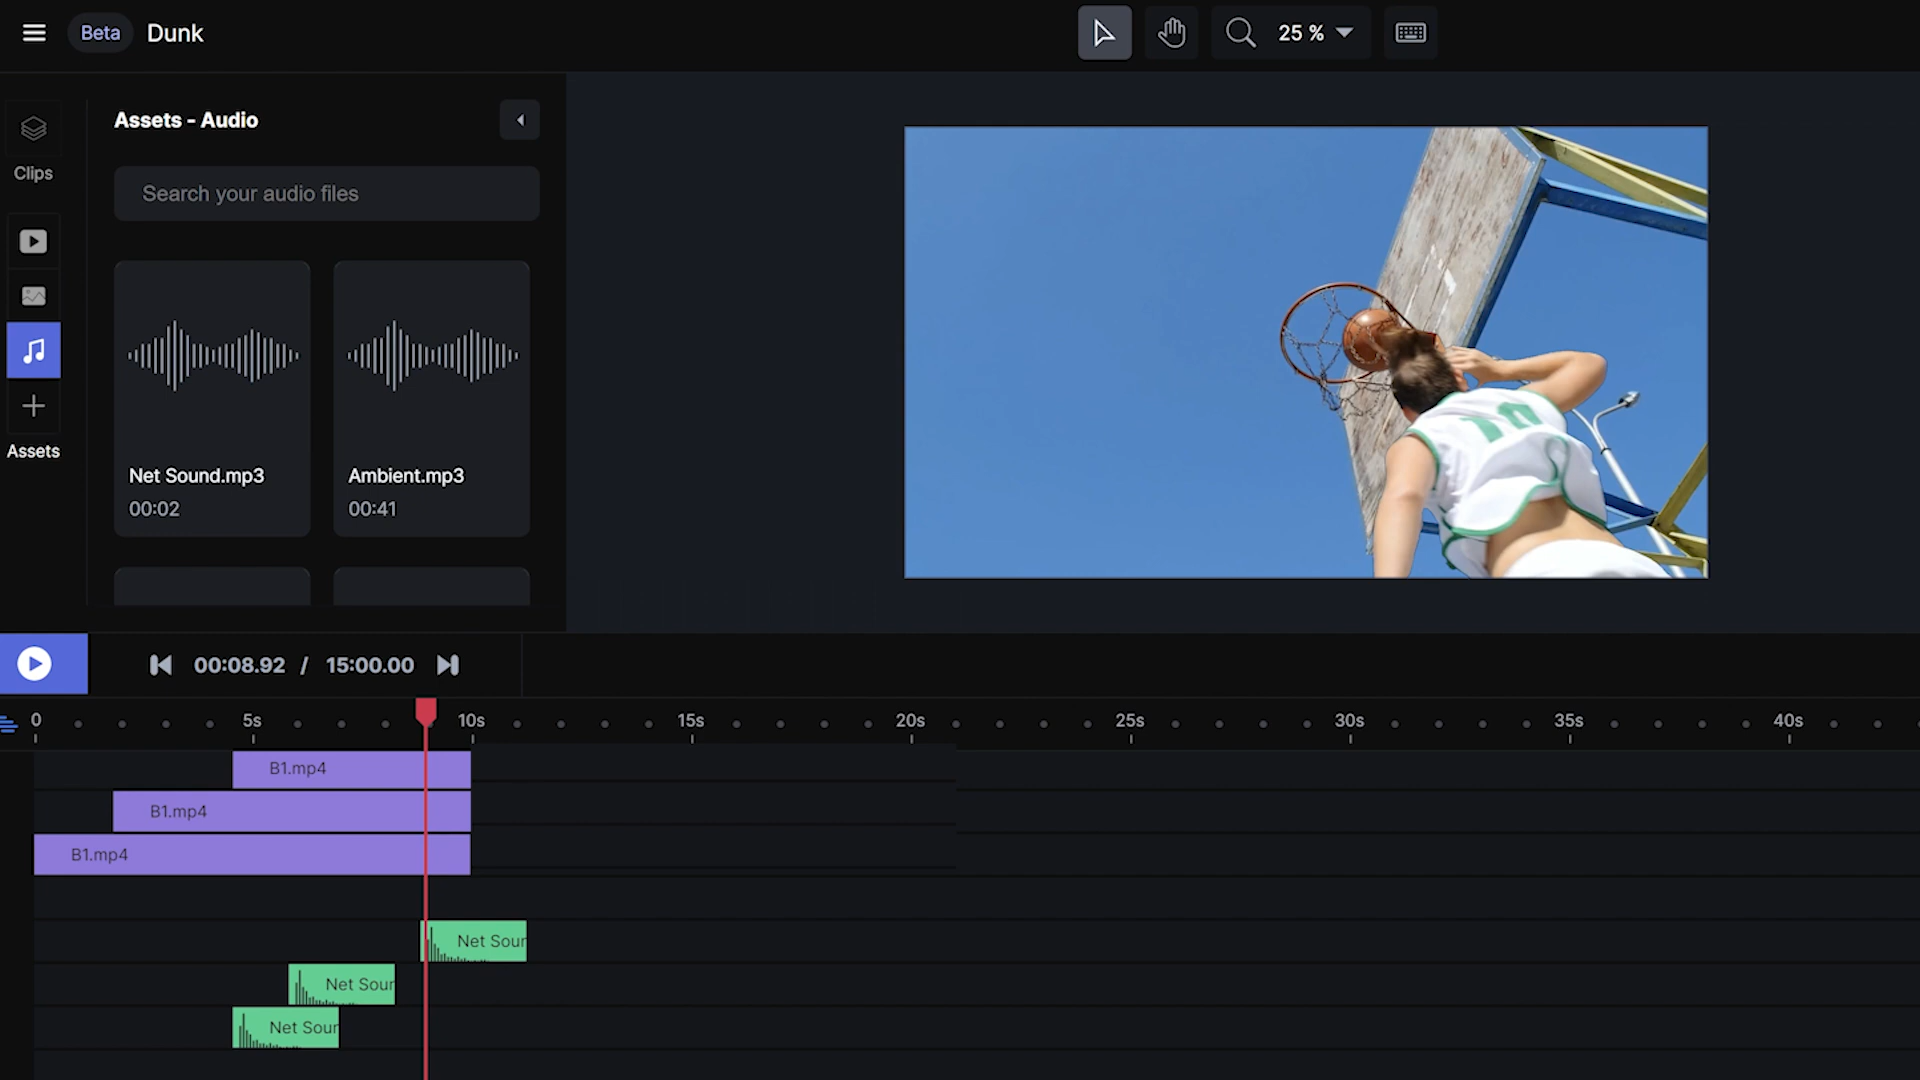 Beta Dunk 25 %
Assets - Audio
Search your audio files
Clips
Net Sound.mp3
00:02
Ambient.mp3
00:41
Assets
10
00:08.92 / 15:00.00
0 5s 10s 15s 20s 25s 30s 35s 40s
B1.mp4
B1.mp4
B1.mp4
Net Sour
Net Sour
Net Sour